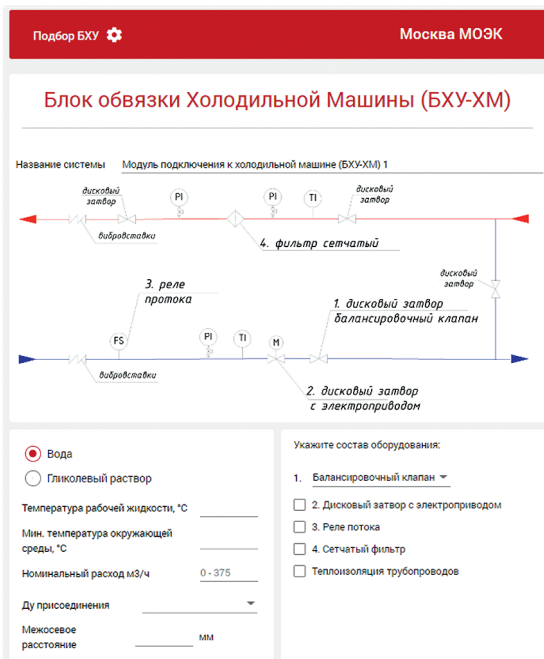 Подбор БХУ
Москва МОЭК
Блок обвязки Холодильной Машины (БХУ-ХМ)
Название системы
Модуль подключения к холодильной машине (БХУ-ХМ) 1
дисковый
затвор
PI
PI
TI
дисковый
затвор
вибровставки
4. фильтр сетчатый
дисковый
затвор
3. реле
протока
1. дисковый затвор
балансировочный клапан
FS
PI
TI
M
вибровставки
2. дисковый затвор
с электроприводом
Вода
Гликолевый раствор
Температура рабочей жидкости, °C
Мин. температура окружающей
среды, °C
Номинальный расход м3/ч
0 - 375
Ду присоединения
Межосевое
расстояние
мм
Укажите состав оборудования:
1. Балансировочный клапан
2. Дисковый затвор с электроприводом
3. Реле потока
4. Сетчатый фильтр
Теплоизоляция трубопроводов